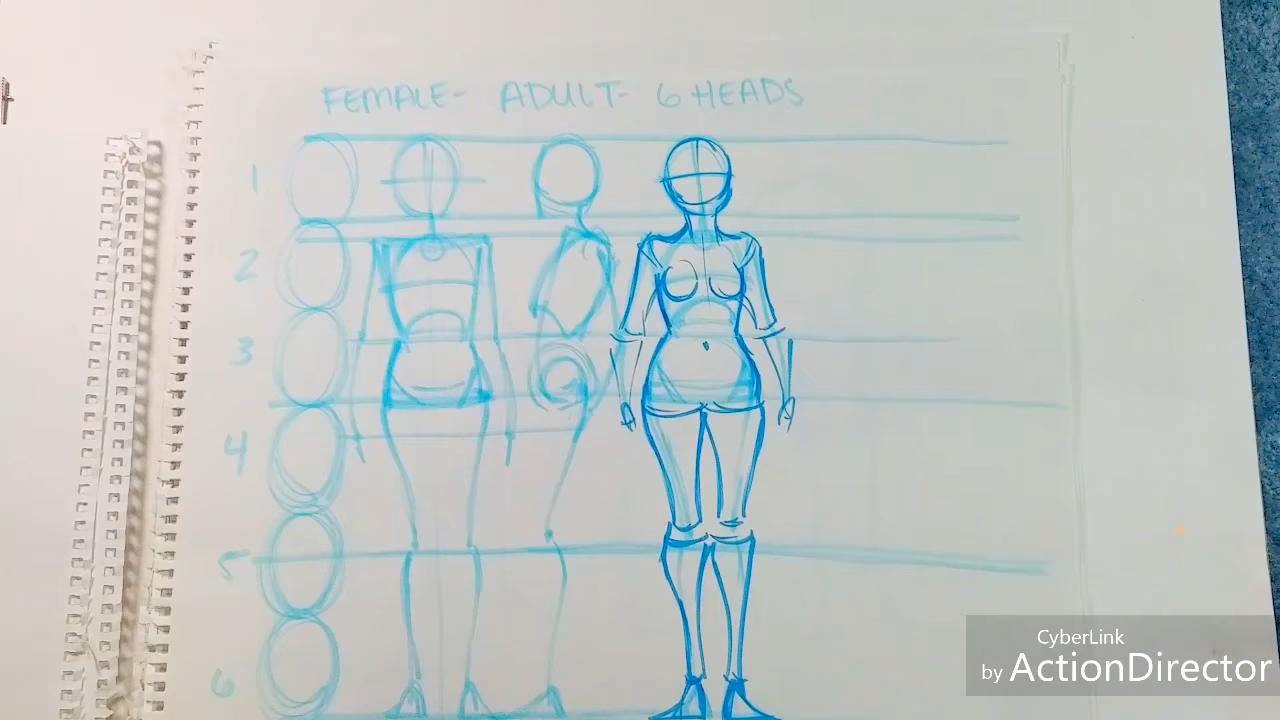 FEMALE- ADULT- 6 HEADS
1
2
3
4
5
6
CyberLink
by ActionDirector